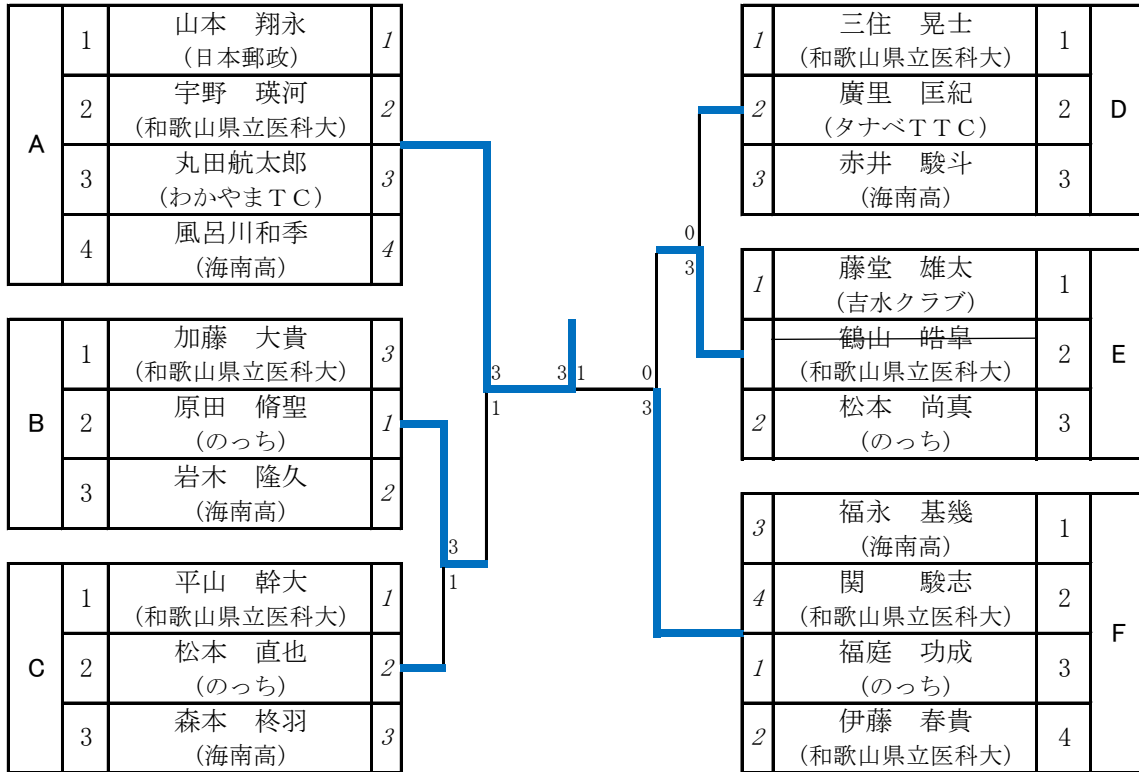 A
1 山本　翔永 1
(日本郵政)
2 宇野　瑛河 2
(和歌山県立医科大)
3 丸田航太郎 3
(わかやまＴＣ)
4 風呂川和季 4
(海南高)
B
1 加藤　大貴 3
(和歌山県立医科大)
2 原田　脩聖 1
(のっち)
3 岩木　隆久 2
(海南高)
C
1 平山　幹大 1
(和歌山県立医科大)
2 松本　直也 2
(のっち)
3 森本　柊羽 3
(海南高)
3
1
3
1
3 1
0
3
0
3
D
1 三住　晃士 1
(和歌山県立医科大)
2 廣里　匡紀 2
(タナベＴＴＣ)
3 赤井　駿斗 3
(海南高)
E
1 藤堂　雄太 1
(吉水クラブ)
鶴山　皓皐 2
(和歌山県立医科大)
2 松本　尚真 3
(のっち)
F
3 福永　基幾 1
(海南高)
4 関　　駿志 2
(和歌山県立医科大)
1 福庭　功成 3
(のっち)
2 伊藤　春貴 4
(和歌山県立医科大)